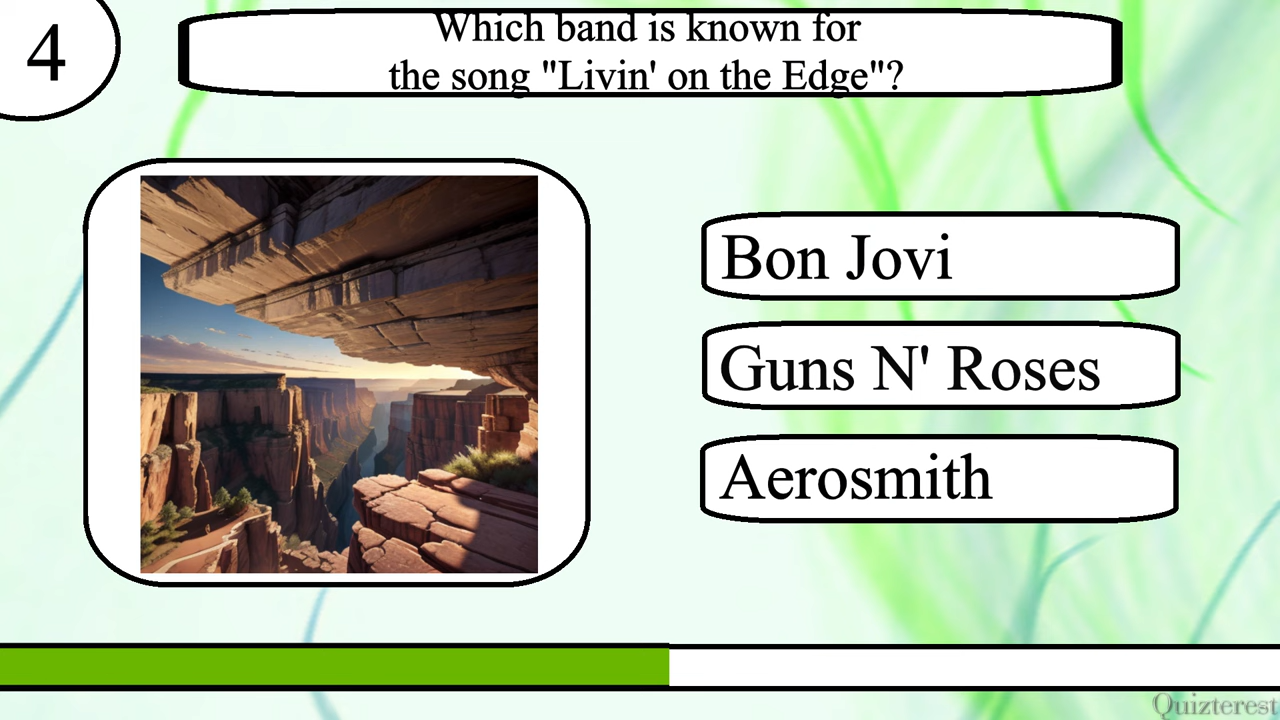 4
Which band is known for
the song "Livin' on the Edge"?
Bon Jovi
Guns N' Roses
Aerosmith
Quizterest